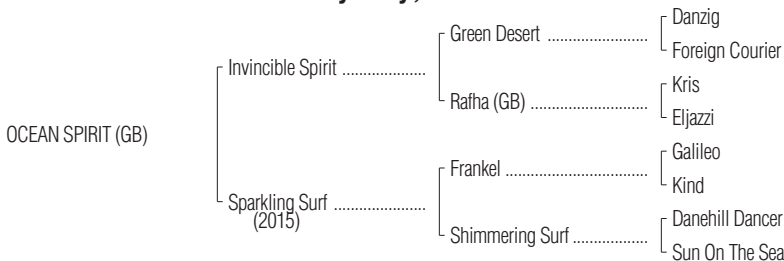 Danzig
Green Desert ....................
Foreign Courier
Invincible Spirit ....................
Kris
Rafha (GB) ........................
Eljazzi
OCEAN SPIRIT (GB)
Galileo
Frankel .............................
Kind
Sparkling Surf ......................
(2015)
Danehill Dancer
Shimmering Surf ...............
Sun On The Sea